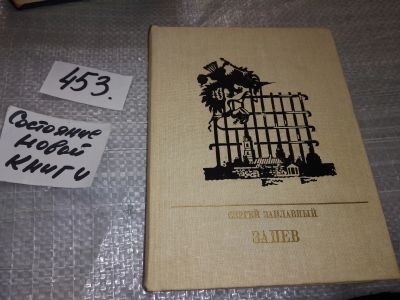 453.
Состояние
новой
книги
СЕРГЕЙ ЗАПЛАВНЫЙ
ЗАПЕВ